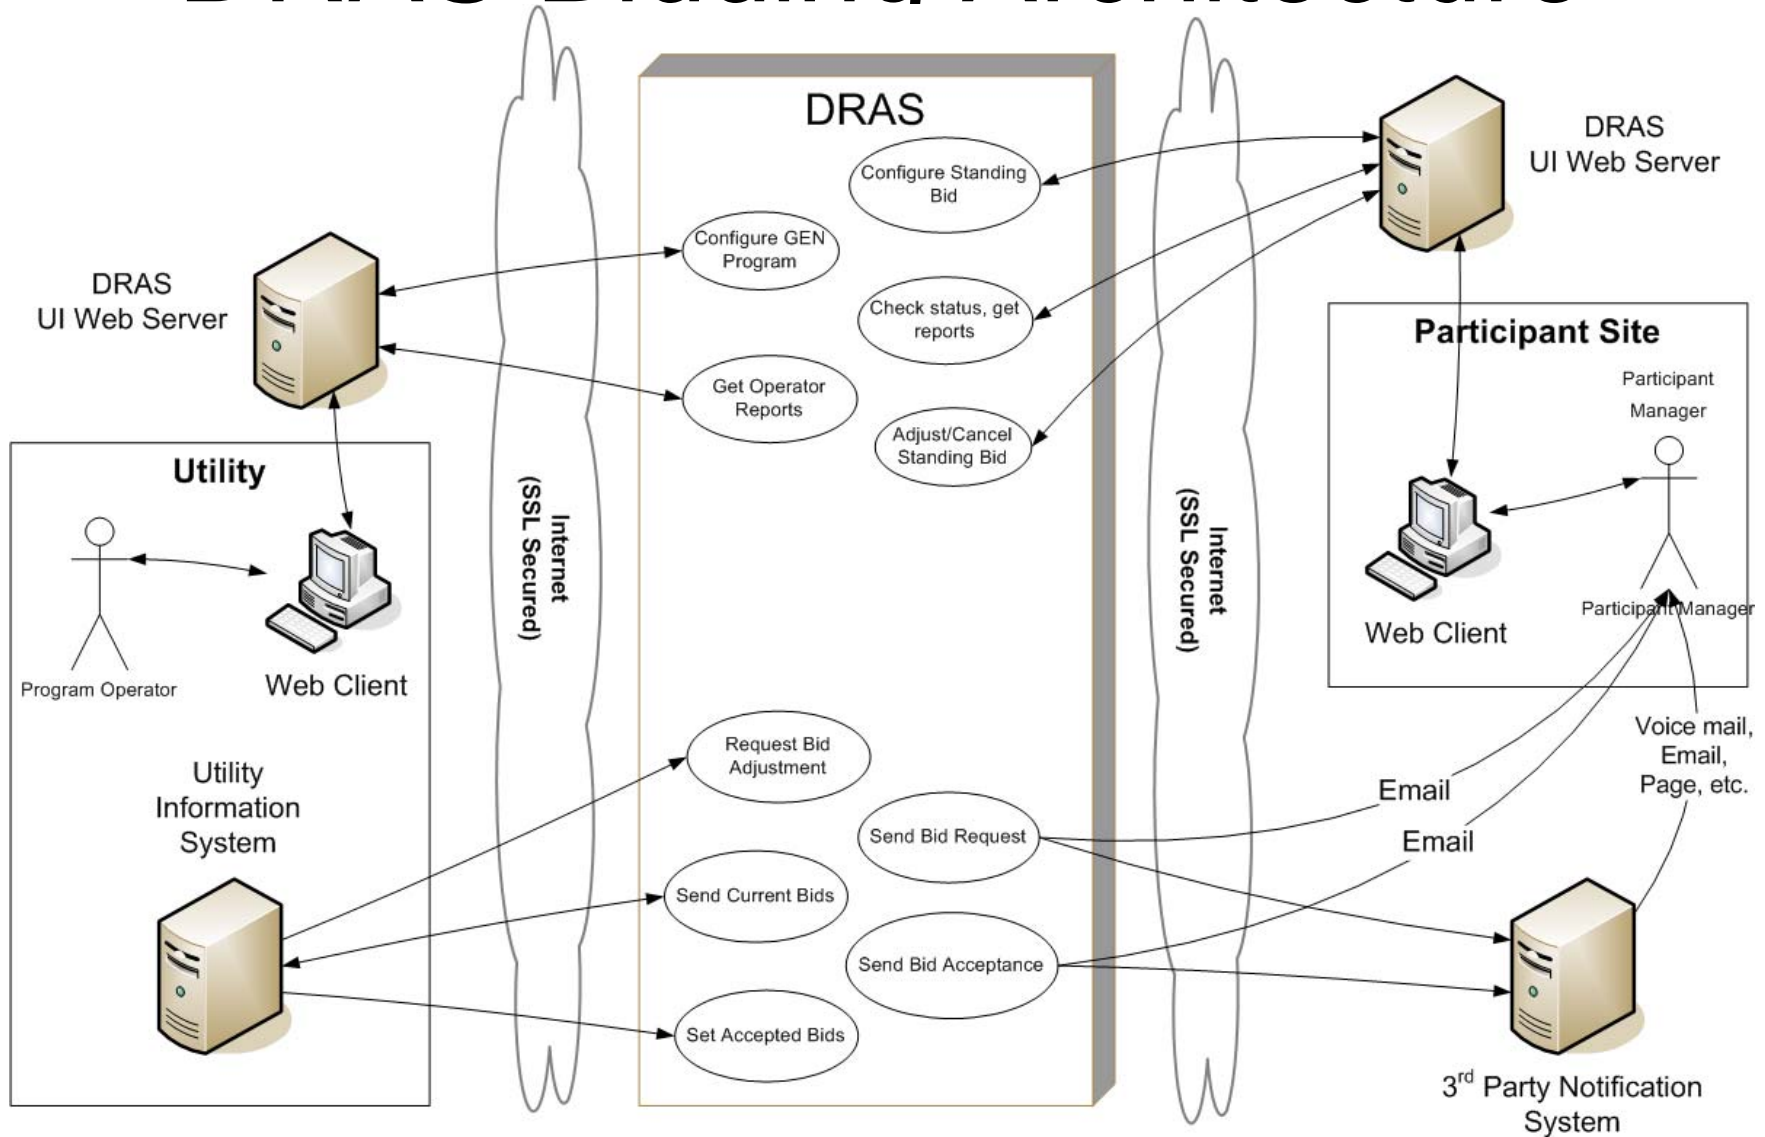 DRAS Bidding Architecture
DRAS
Configure Standing
Bid
Configure GEN
Program
Check status, get
reports
Get Operator
Reports
Adjust/Cancel
Standing Bid
DRAS
UI Web Server
DRAS
UI Web Server
Utility
Program Operator
Web Client
Internet
(SSL Secured)
Internet
(SSL Secured)
Participant Site
Participant
Manager
Participant Manager
Web Client
Utility
Information
System
Request Bid
Adjustment
Send Bid Request
Send Current Bids
Send Bid Acceptance
Set Accepted Bids
Email
Email
Voice mail,
Email,
Page, etc.
3rd Party Notification
System